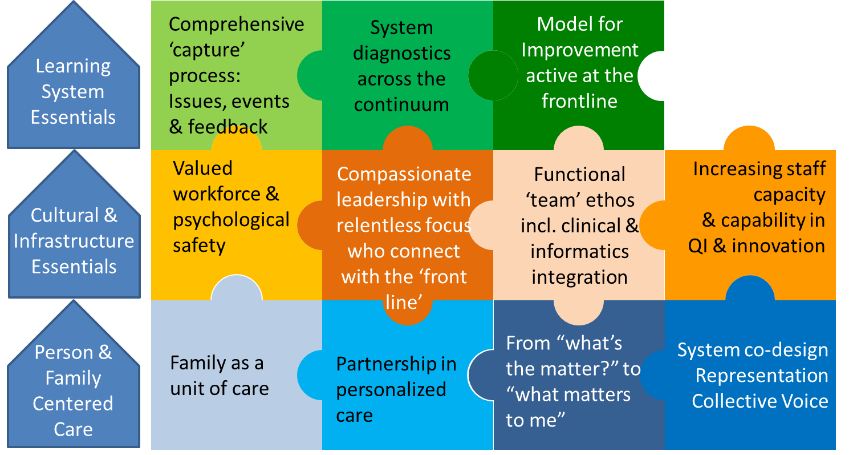 Learning
System
Essentials
Comprehensive
‘capture’
process:
Issues, events
& feedback
System
diagnostics
across the
continuum
Model for
Improvement
active at the
frontline
Cultural &
Infrastructure
Essentials
Valued
workforce &
psychological
safety
Compassionate
leadership with
relentless focus
who connect
with the ‘front
line’
Functional
‘team’ ethos
incl. clinical &
informatics
integration
Increasing staff
capacity
& capability in
QI & innovation
Person &
Family
Centered
Care
Family as a
unit of care
Partnership in
personalized
care
From “what’s
the matter?” to
“what matters
to me”
System co-design
Representation
Collective Voice